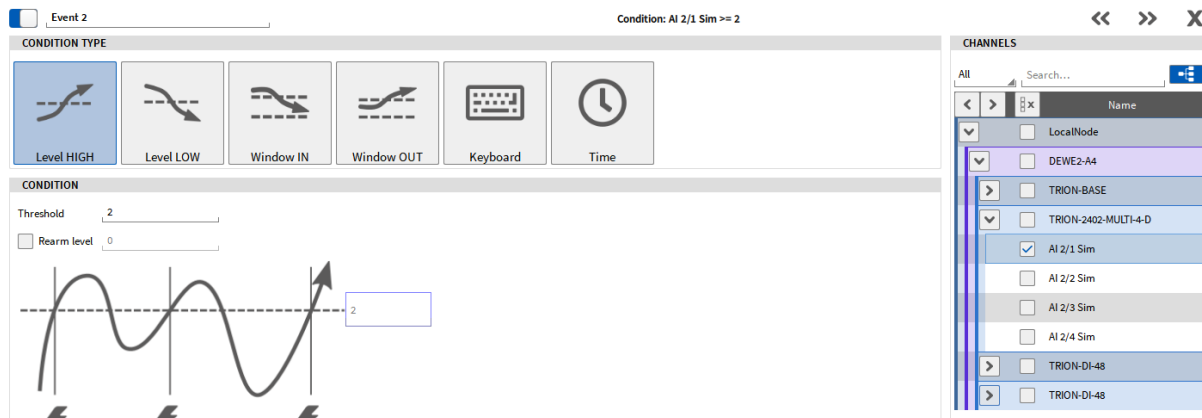 Event 2
Condition: AI 2/1 Sim >= 2
CONDITION TYPE
Level HIGH
Level LOW
Window IN
Window OUT
Keyboard
Time
CONDITION
Threshold 2
Rearm level 0
2
CHANNELS
All Search...
Name
LocalNode
DEWE2-A4
TRION-BASE
TRION-2402-MULTI-4-D
AI 2/1 Sim
AI 2/2 Sim
AI 2/3 Sim
AI 2/4 Sim
TRION-DI-48
TRION-DI-48